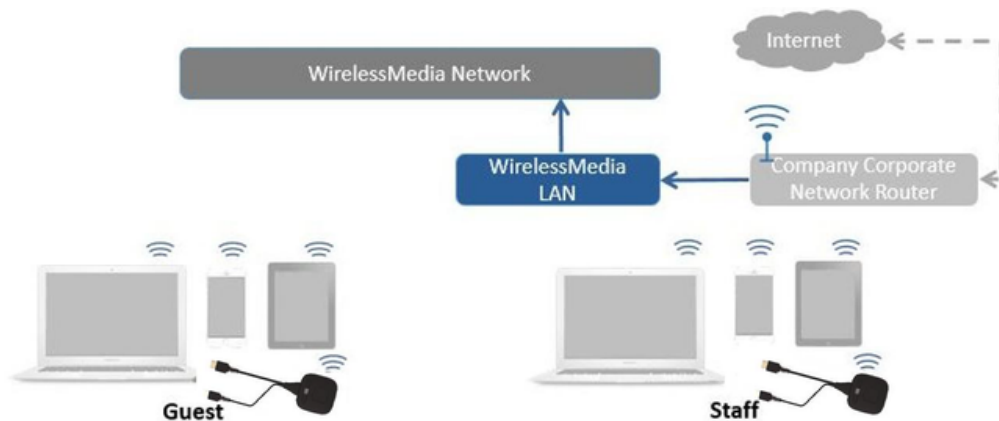 Internet
WirelessMedia Network
WirelessMedia
LAN
Company Corporate
Network Router
Guest
Staff